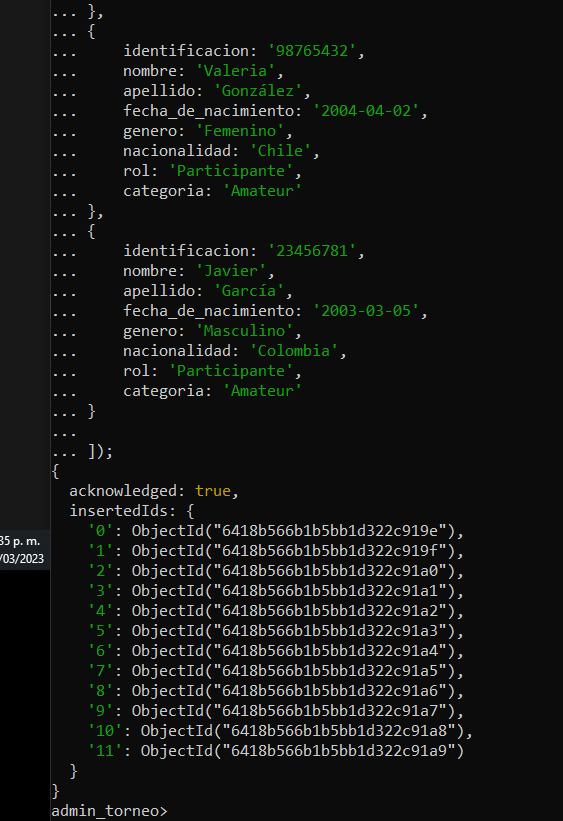 ... },
... {
...     identificacion: '98765432',
...     nombre: 'Valeria',
...     apellido: 'González',
...     fecha_de_nacimiento: '2004-04-02',
...     genero: 'Femenino',
...     nacionalidad: 'Chile',
...     rol: 'Participante',
...     categoria: 'Amateur'
... },
... {
...     identificacion: '23456781',
...     nombre: 'Javier',
...     apellido: 'García',
...     fecha_de_nacimiento: '2003-03-05',
...     genero: 'Masculino',
...     nacionalidad: 'Colombia',
...     rol: 'Participante',
...     categoria: 'Amateur'
... }
...
... ]);
{
  acknowledged: true,
  insertedIds: {
    '0': ObjectId("6418b566b1b5bb1d322c919e"),
    '1': ObjectId("6418b566b1b5bb1d322c919f"),
    '2': ObjectId("6418b566b1b5bb1d322c91a0"),
    '3': ObjectId("6418b566b1b5bb1d322c91a1"),
    '4': ObjectId("6418b566b1b5bb1d322c91a2"),
    '5': ObjectId("6418b566b1b5bb1d322c91a3"),
    '6': ObjectId("6418b566b1b5bb1d322c91a4"),
    '7': ObjectId("6418b566b1b5bb1d322c91a5"),
    '8': ObjectId("6418b566b1b5bb1d322c91a6"),
    '9': ObjectId("6418b566b1b5bb1d322c91a7"),
    '10': ObjectId("6418b566b1b5bb1d322c91a8"),
    '11': ObjectId("6418b566b1b5bb1d322c91a9")
  }
}
admin_torneo>
35 p. m.
/03/2023